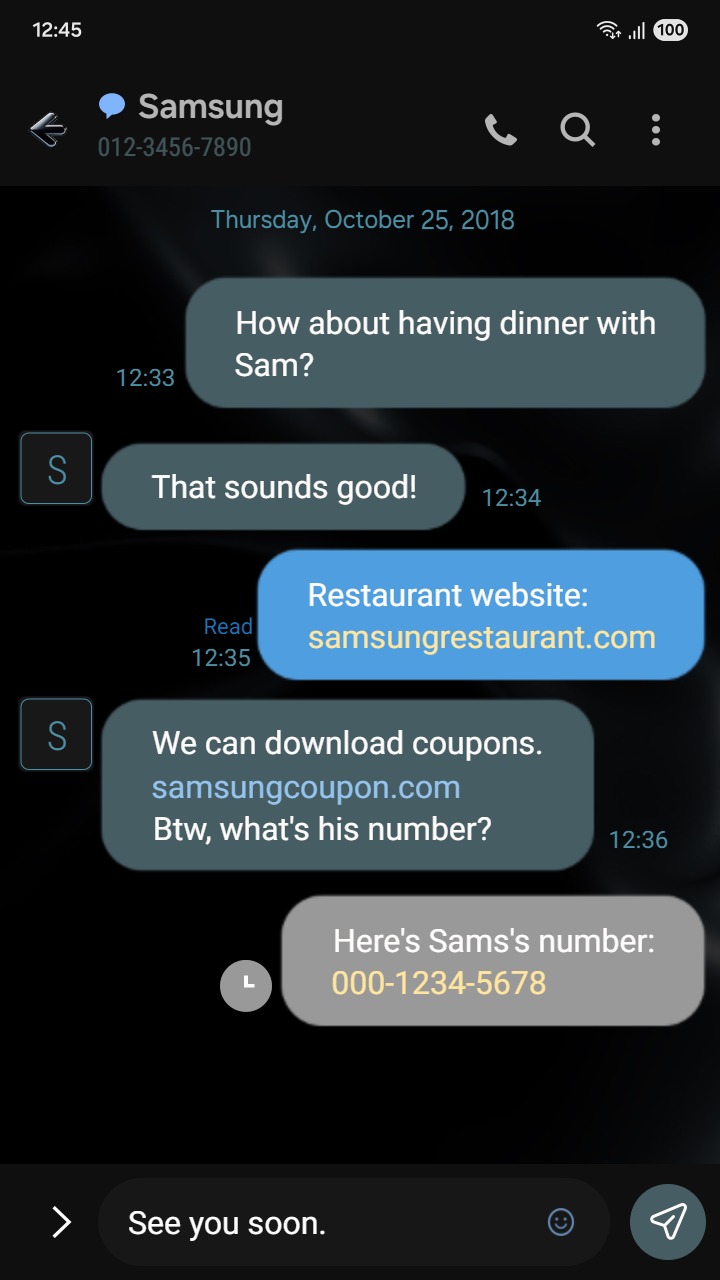 12:45
100
Samsung
012-3456-7890
Thursday, October 25, 2018
How about having dinner with
Sam?
12:33
S
That sounds good!
12:34
Restaurant website:
samsungrestaurant.com
Read
12:35
S
We can download coupons.
samsungcoupon.com
Btw, what's his number?
12:36
Here's Sams's number:
000-1234-5678
See you soon.